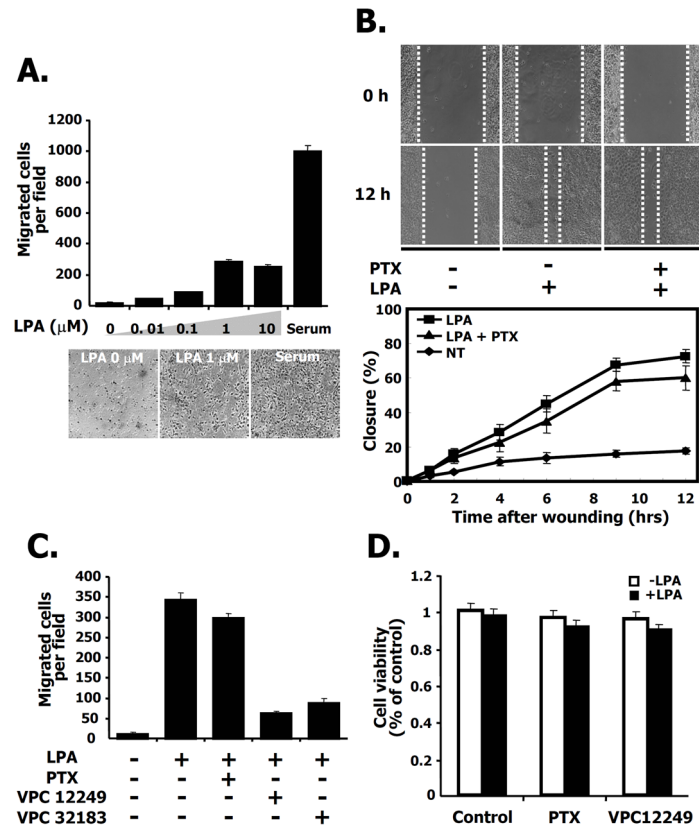 A.
1200
1000
800
600
400
200
0
Migrated cells
per field
LPA (μM)
0 0.01 0.1 1 10 Serum
LPA 0 μM LPA 1 μM Serum
B.
0 h
12 h
PTX - - +
LPA - + +
100
80
60
40
20
0
Closure (%)
LPA
LPA + PTX
NT
0 2 4 6 8 10 12
Time after wounding (hrs)
C.
400
350
300
250
200
150
100
50
0
Migrated cells
per field
LPA - + + + +
PTX - - + - -
VPC 12249 - - - + -
VPC 32183 - - - - +
D.
1.2
1
0.8
0.6
0.4
0.2
0
Cell viability
(% of control)
-LPA
+LPA
Control PTX VPC12249